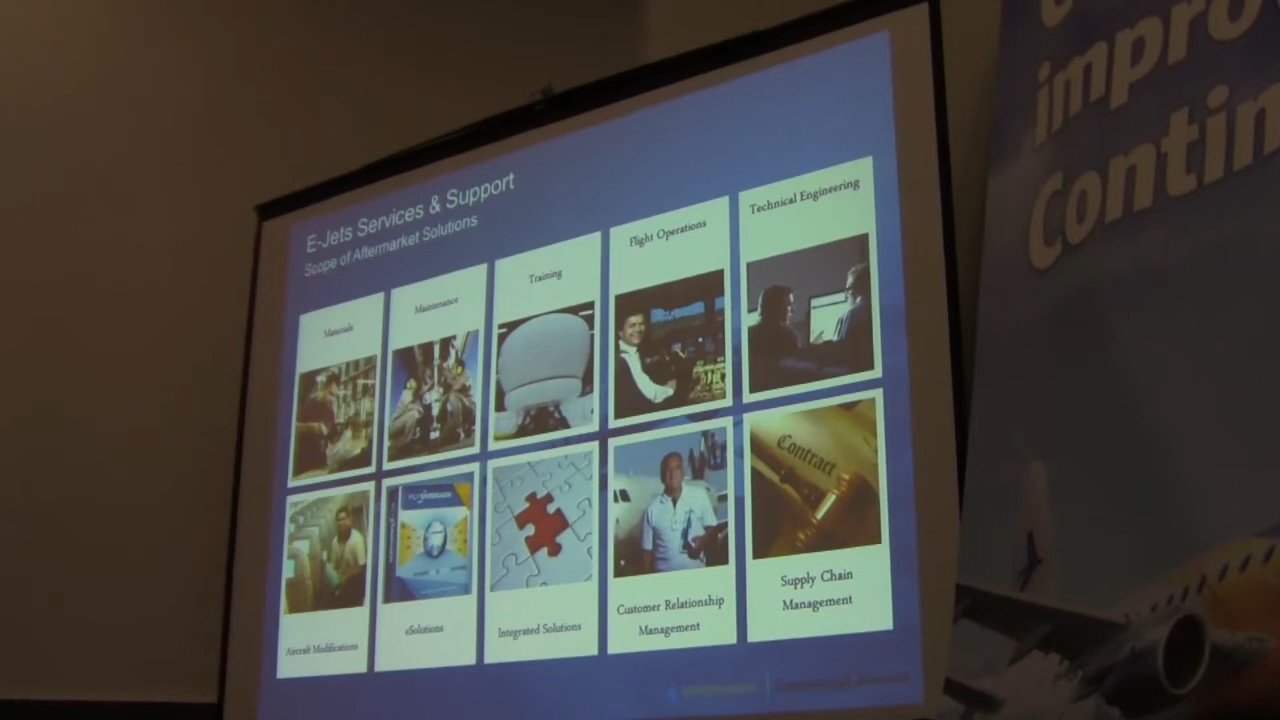 E-Jets Services & Support
Scope of Aftermarket Solutions
Materials
Maintenance
Training
Flight Operations
Technical Engineering
Contract
Aircraft Modifications
eSolutions
Integrated Solutions
Customer Relationship
Management
Supply Chain
Management
impro
Contin